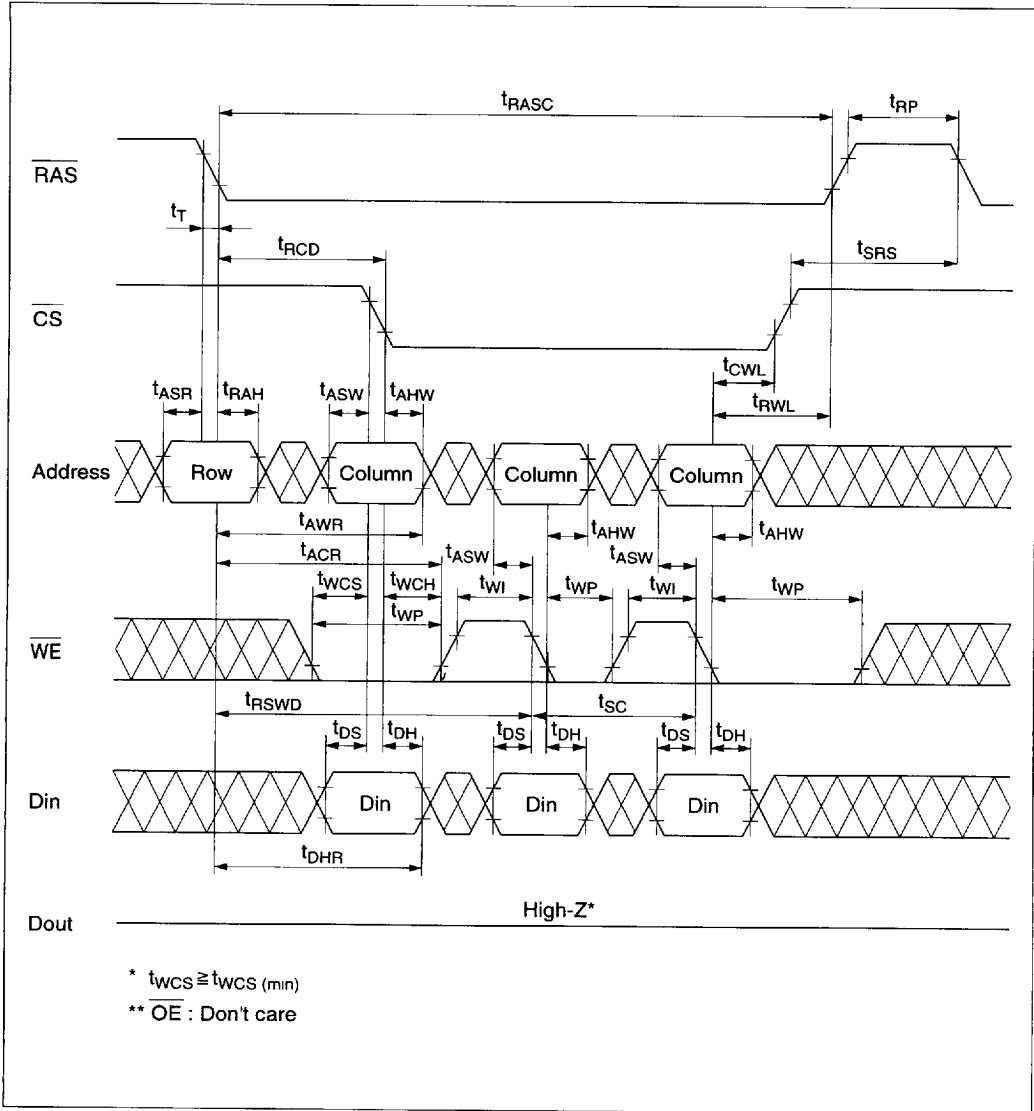 tRASC
tRP
RAS
tT
tRCD
tSRS
CS
tCWL
tASR tRAH tASW tAHW
tRWL
Address Row Column Column Column
tAWR
tAHW tAHW
tACR
tASW tASW
tWCS tWCH tWI tWP tWI tWP
tWP
WE
tRSWD tSC
tDS tDH tDS tDH tDS tDH
Din Din Din Din
tDHR
High-Z*
Dout
* tWCS ≧ tWCS (min)
** OE : Don't care